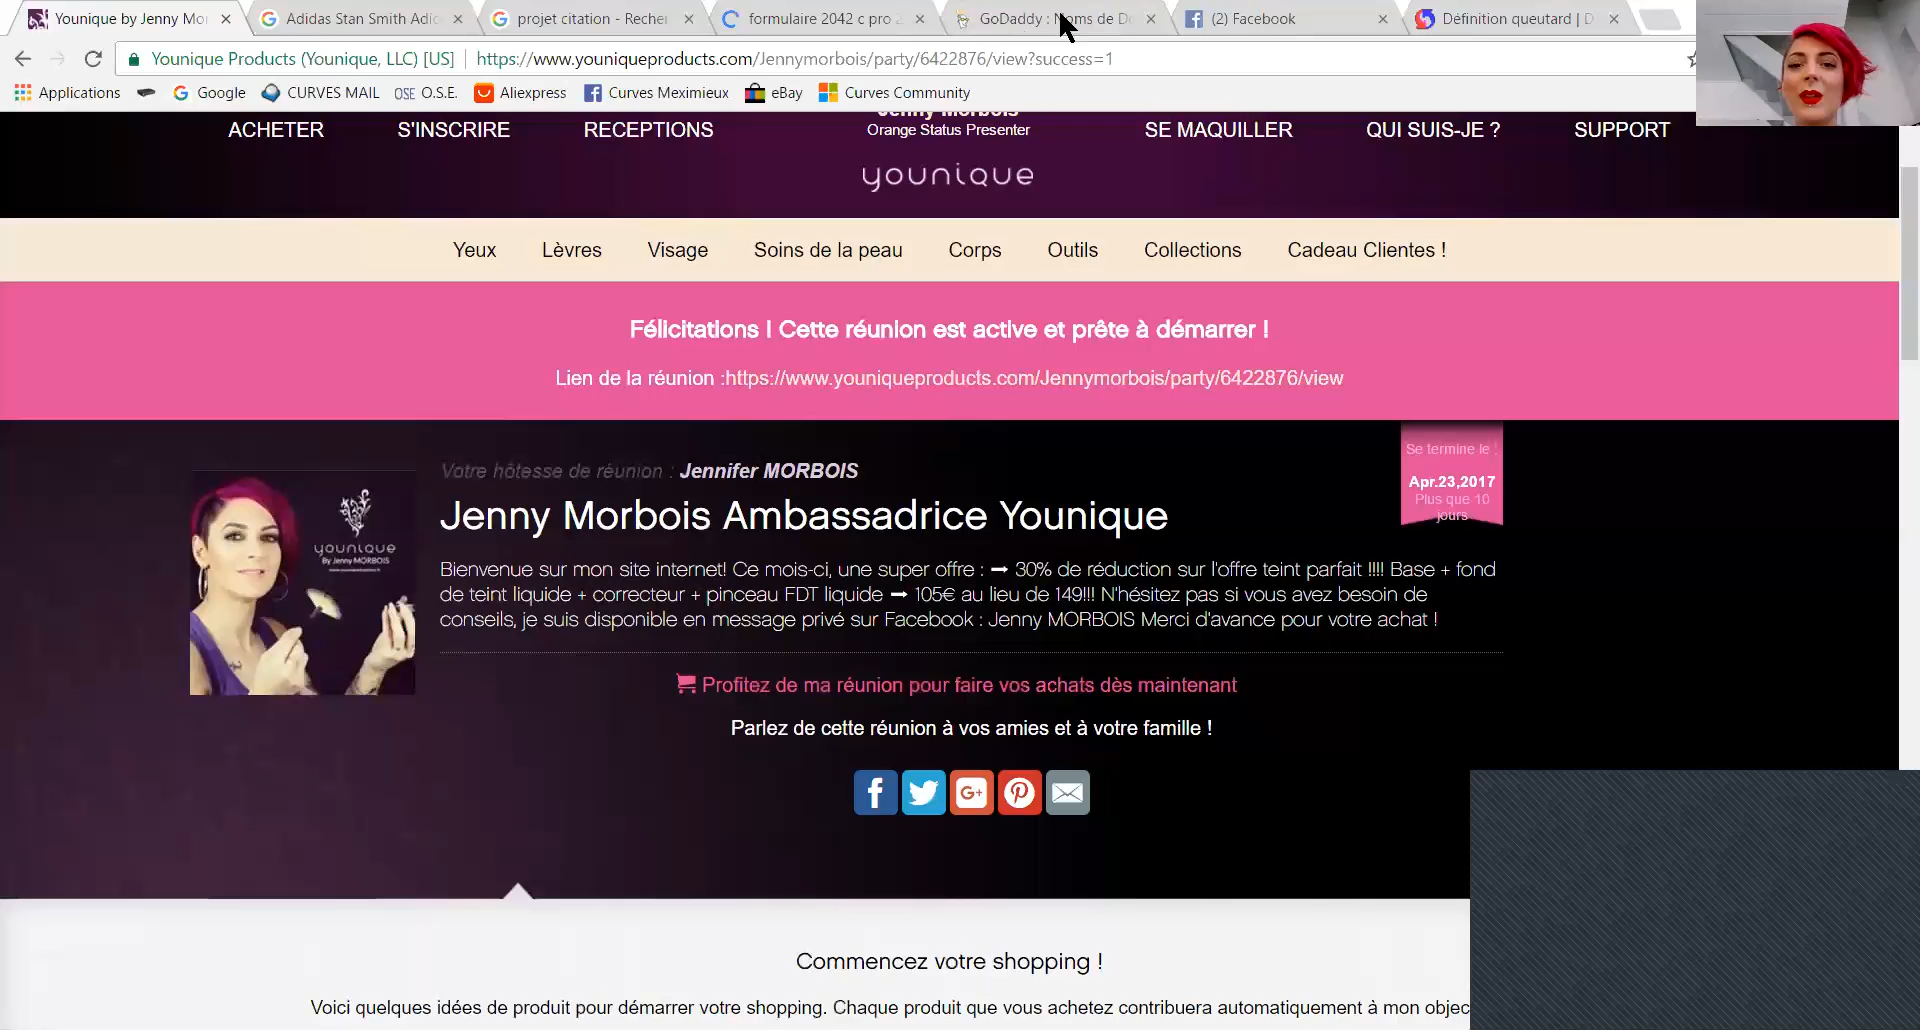 Younique by Jenny Mor
Adidas Stan Smith Adic
projet citation - Recher
formulaire 2042 c pro 2
GoDaddy : Noms de Do
(2) Facebook
Définition queutard | D
Younique Products (Younique, LLC) [US]
https://www.youniqueproducts.com/Jennymorbois/party/6422876/view?success=1
Applications
Google
CURVES MAIL
OSE O.S.E.
Aliexpress
Curves Meximieux
eBay
Curves Community
ACHETER
S'INSCRIRE
RECEPTIONS
Jenny Morbois
Orange Status Presenter
younique
SE MAQUILLER
QUI SUIS-JE ?
SUPPORT
Yeux
Lèvres
Visage
Soins de la peau
Corps
Outils
Collections
Cadeau Clientes !
Félicitations ! Cette réunion est active et prête à démarrer !
Lien de la réunion :https://www.youniqueproducts.com/Jennymorbois/party/6422876/view
Se termine le :
Apr.23,2017
Plus que 10
jours
younique
By Jenny MORBOIS
Votre hôtesse de réunion : Jennifer MORBOIS
Jenny Morbois Ambassadrice Younique
Bienvenue sur mon site internet! Ce mois-ci, une super offre : ➞ 30% de réduction sur l'offre teint parfait !!!! Base + fond
de teint liquide + correcteur + pinceau FDT liquide ➞ 105€ au lieu de 149!!! N'hésitez pas si vous avez besoin de
conseils, je suis disponible en message privé sur Facebook : Jenny MORBOIS Merci d'avance pour votre achat !
Profitez de ma réunion pour faire vos achats dès maintenant
Parlez de cette réunion à vos amies et à votre famille !
Commencez votre shopping !
Voici quelques idées de produit pour démarrer votre shopping. Chaque produit que vous achetez contribuera automatiquement à mon objec